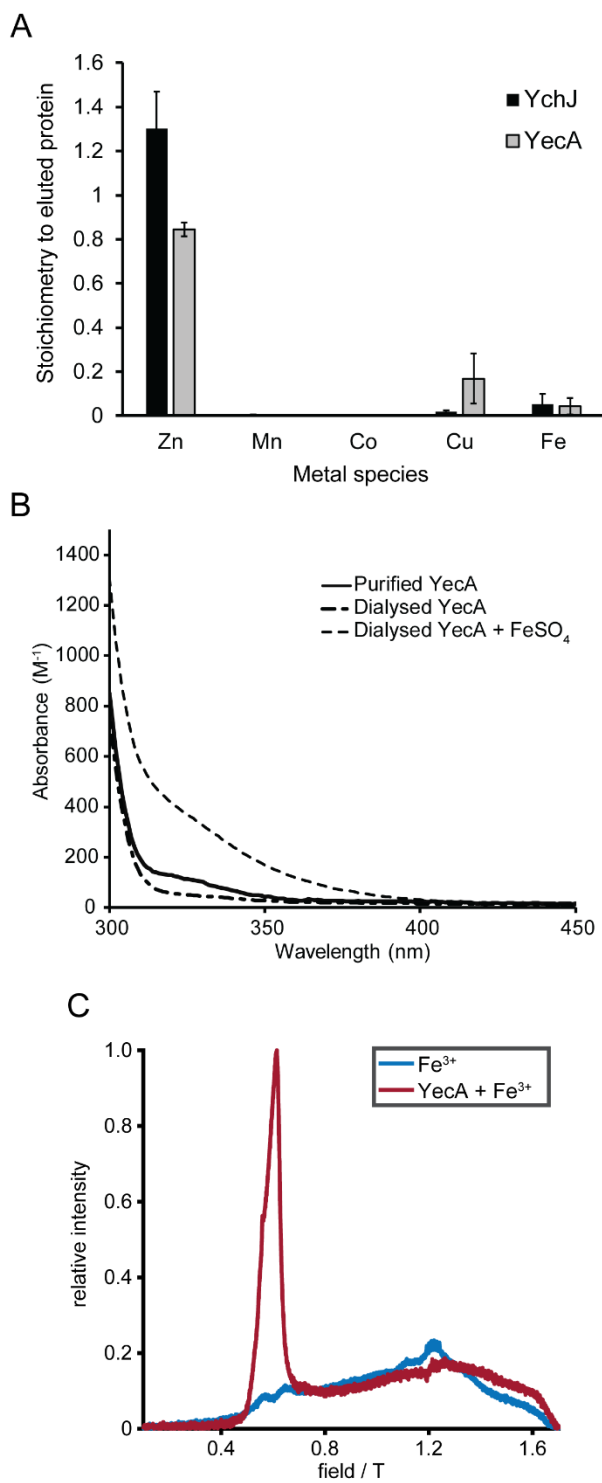 A
1.6
1.4
1.2
1
0.8
0.6
0.4
0.2
0
Stoichiometry to eluted protein
YchJ
YecA
Zn Mn Co Cu Fe
Metal species
B
1400
1200
1000
800
600
400
200
0
Absorbance (M⁻¹)
Purified YecA
Dialysed YecA
Dialysed YecA + FeSO₄
300 350 400 450
Wavelength (nm)
C
1.0
0.8
0.6
0.4
0.2
0
relative intensity
Fe³⁺
YecA + Fe³⁺
0.4 0.8 1.2 1.6
field / T